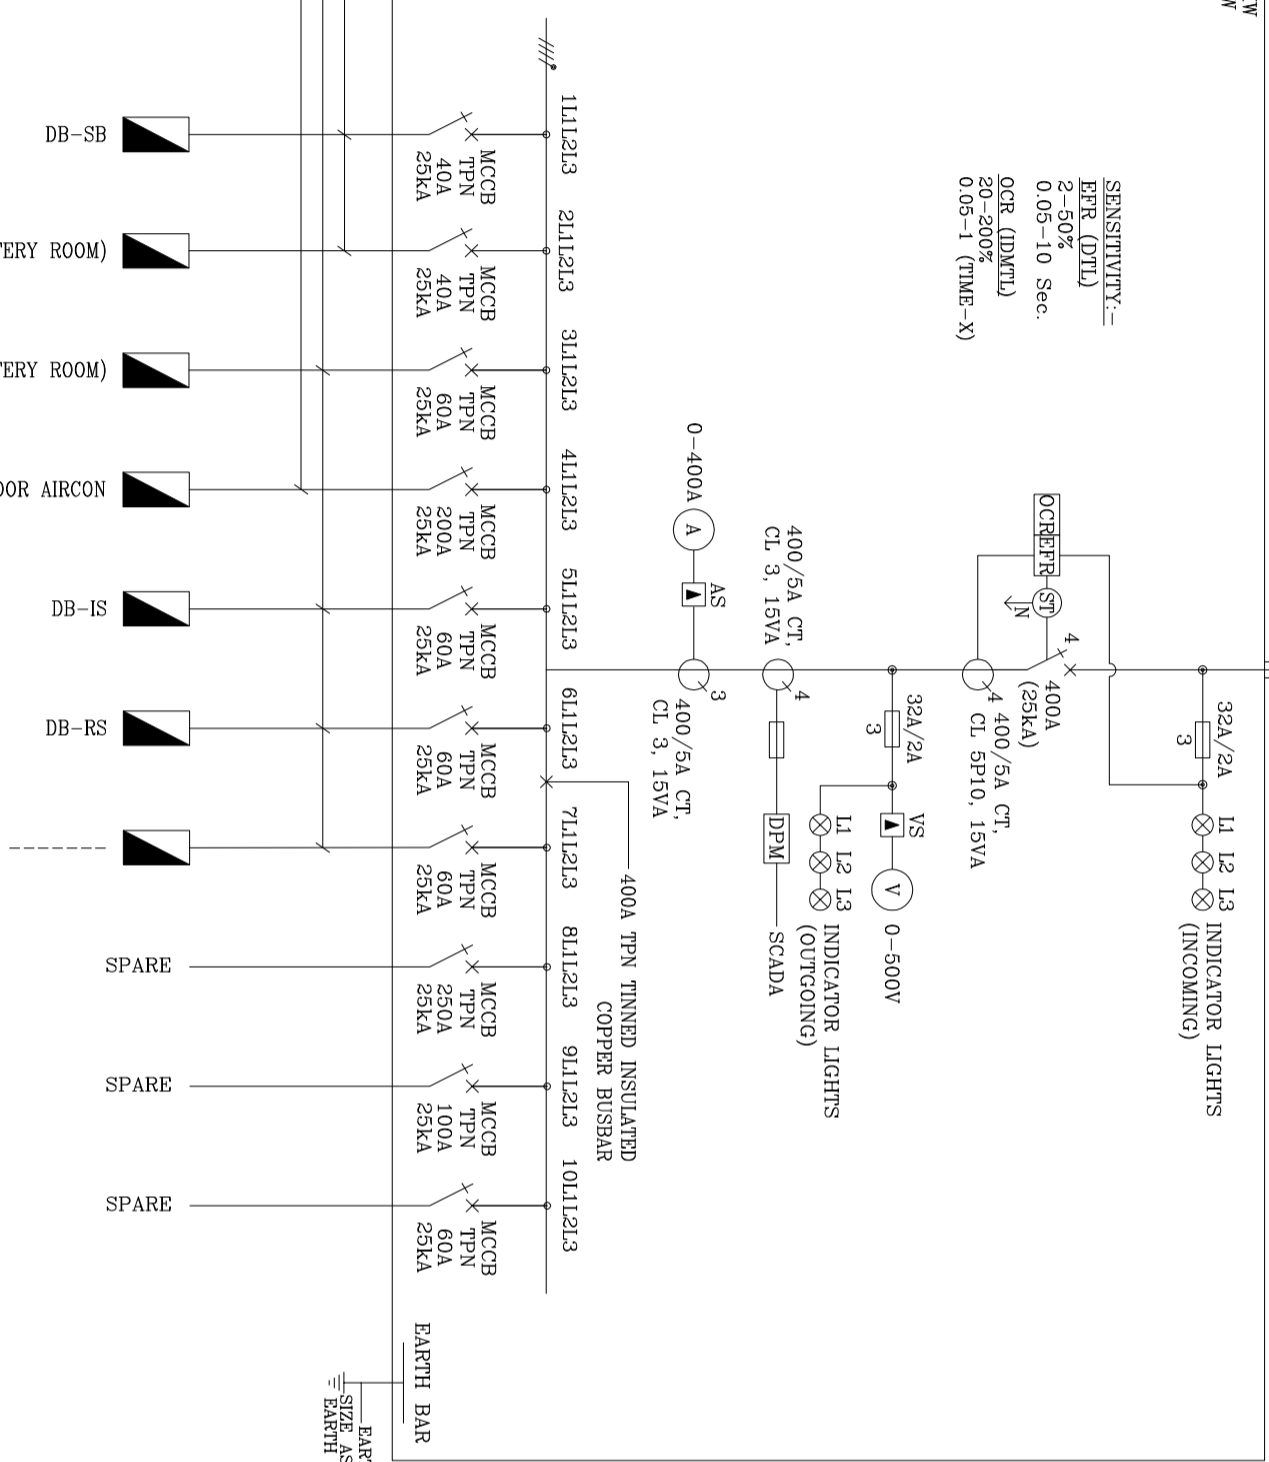 SENSITIVITY:-
EFR (DTL)
2-50%
0.05-10 Sec.
OCR (IDMTL)
20-200%
0.05-1 (TIME-X)
32A/2A
3
L1 L2 L3
INDICATOR LIGHTS
(INCOMING)
OCR
EFR
ST
N
4
400A
(25kA)
4
400/5A CT,
CL 5P10, 15VA
32A/2A
3
VS
V
0-500V
L1 L2 L3
INDICATOR LIGHTS
(OUTGOING)
400/5A CT,
CL 3, 15VA
4
DPM
SCADA
0-400A
A
AS
3
400/5A CT,
CL 3, 15VA
400A TPN TINNED INSULATED
COPPER BUSBAR
1L1L2L3
MCCB
TPN
40A
25kA
DB-SB
2L1L2L3
MCCB
TPN
40A
25kA
ROOM)
3L1L2L3
MCCB
TPN
60A
25kA
ROOM)
4L1L2L3
MCCB
TPN
200A
25kA
AIRCON
5L1L2L3
MCCB
TPN
60A
25kA
DB-IS
6L1L2L3
MCCB
TPN
60A
25kA
DB-RS
7L1L2L3
MCCB
TPN
60A
25kA
8L1L2L3
MCCB
TPN
250A
25kA
SPARE
9L1L2L3
MCCB
TPN
100A
25kA
SPARE
10L1L2L3
MCCB
TPN
60A
25kA
SPARE
EARTH BAR
SIZE AS
EARTH